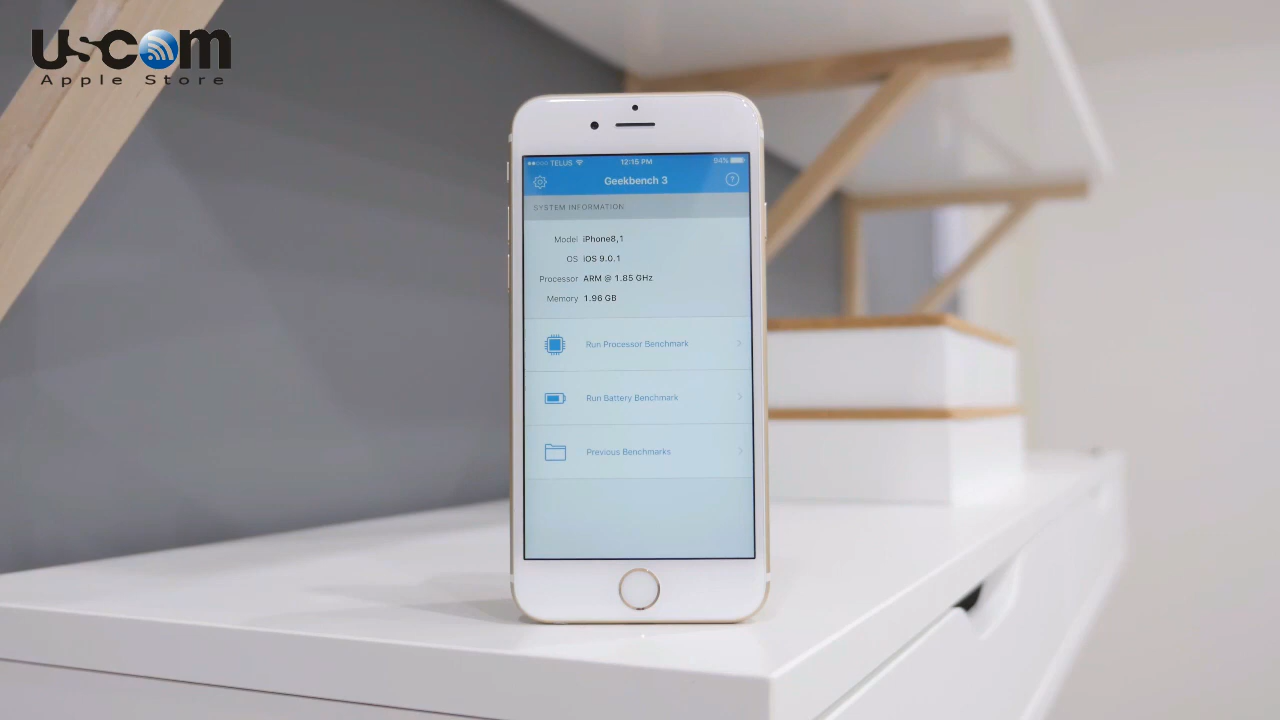 uscom
Apple Store
TELUS 12:15 PM 94%
Geekbench 3
?
SYSTEM INFORMATION
Model iPhone8,1
OS iOS 9.0.1
Processor ARM @ 1.85 GHz
Memory 1.96 GB
Run Processor Benchmark
Run Battery Benchmark
Previous Benchmarks